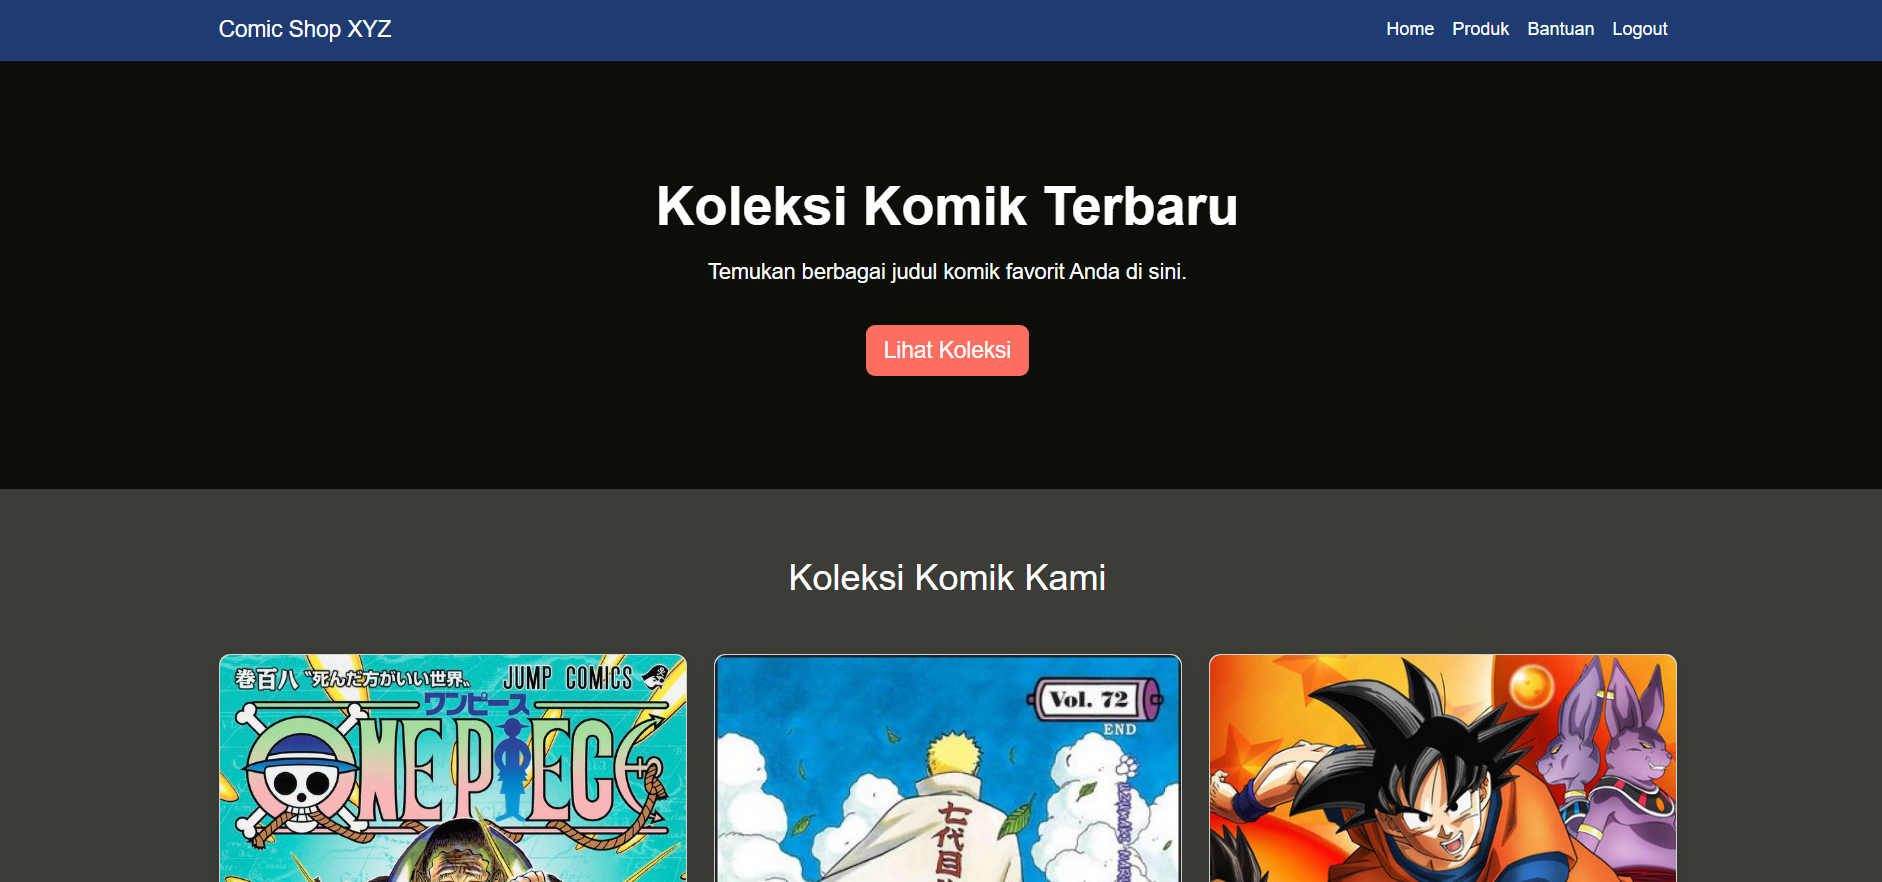 Comic Shop XYZ
Home Produk Bantuan Logout
Koleksi Komik Terbaru
Temukan berbagai judul komik favorit Anda di sini.
Lihat Koleksi
Koleksi Komik Kami
巻百八 〝死んだ方がいい世界〟
JUMP COMICS
ワンピース
ONE PIECE
Vol. 72
END
七代目